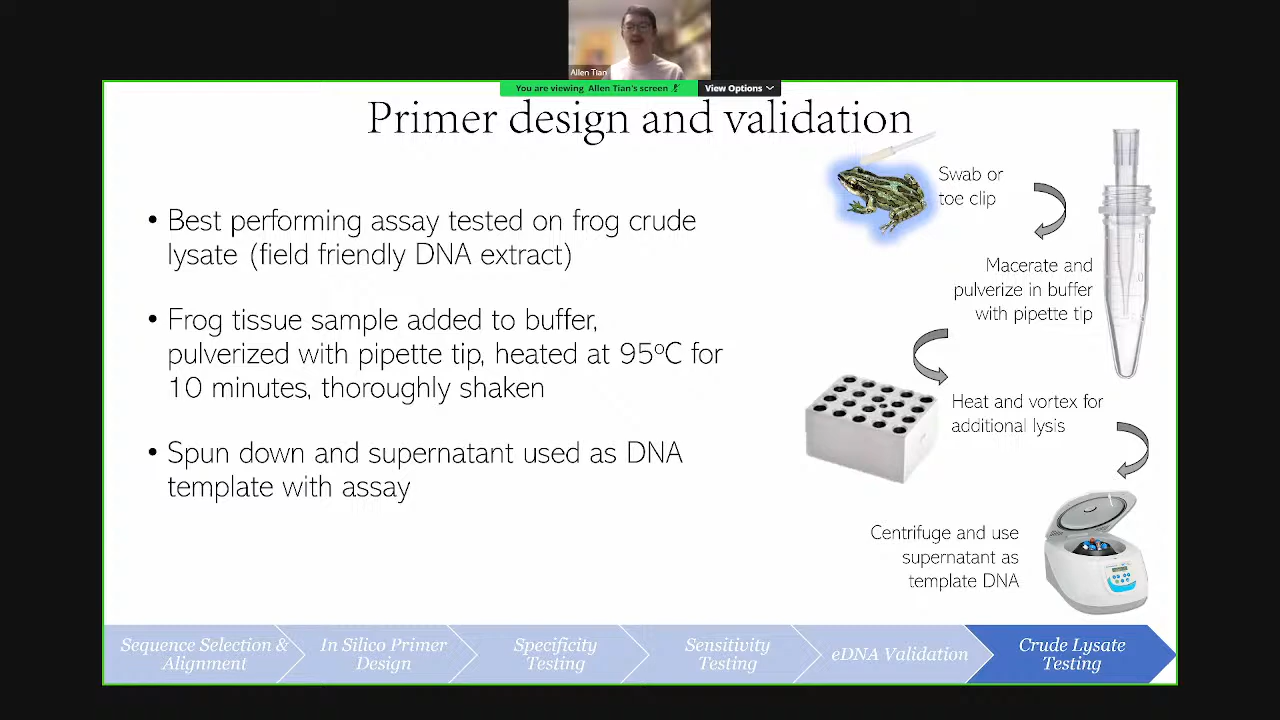 Allen Tian
You are viewing Allen Tian's screen
View Options
Primer design and validation
• Best performing assay tested on frog crude
lysate (field friendly DNA extract)
• Frog tissue sample added to buffer,
pulverized with pipette tip, heated at 95ºC for
10 minutes, thoroughly shaken
• Spun down and supernatant used as DNA
template with assay
Swab or
toe clip
Macerate and
pulverize in buffer
with pipette tip
Heat and vortex for
additional lysis
Centrifuge and use
supernatant as
template DNA
Sequence Selection &
Alignment
In Silico Primer
Design
Specificity
Testing
Sensitivity
Testing
eDNA Validation
Crude Lysate
Testing